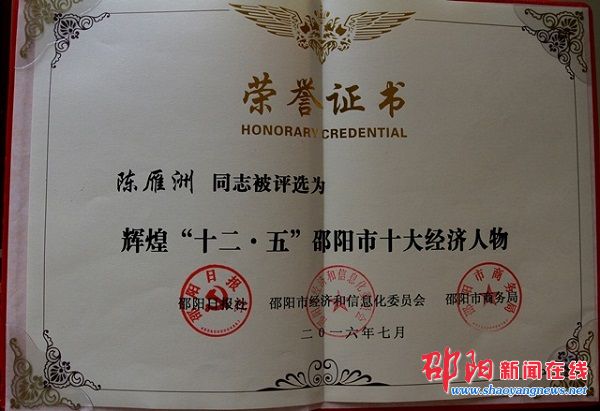 荣誉证书
HONORARY CREDENTIAL
陈雁洲 同志被评选为
辉煌“十二·五”邵阳市十大经济人物
邵阳日报社 邵阳市经济和信息化委员会 邵阳市商务局
二〇一六年七月
邵阳新闻在线
www.shaoyangnews.net